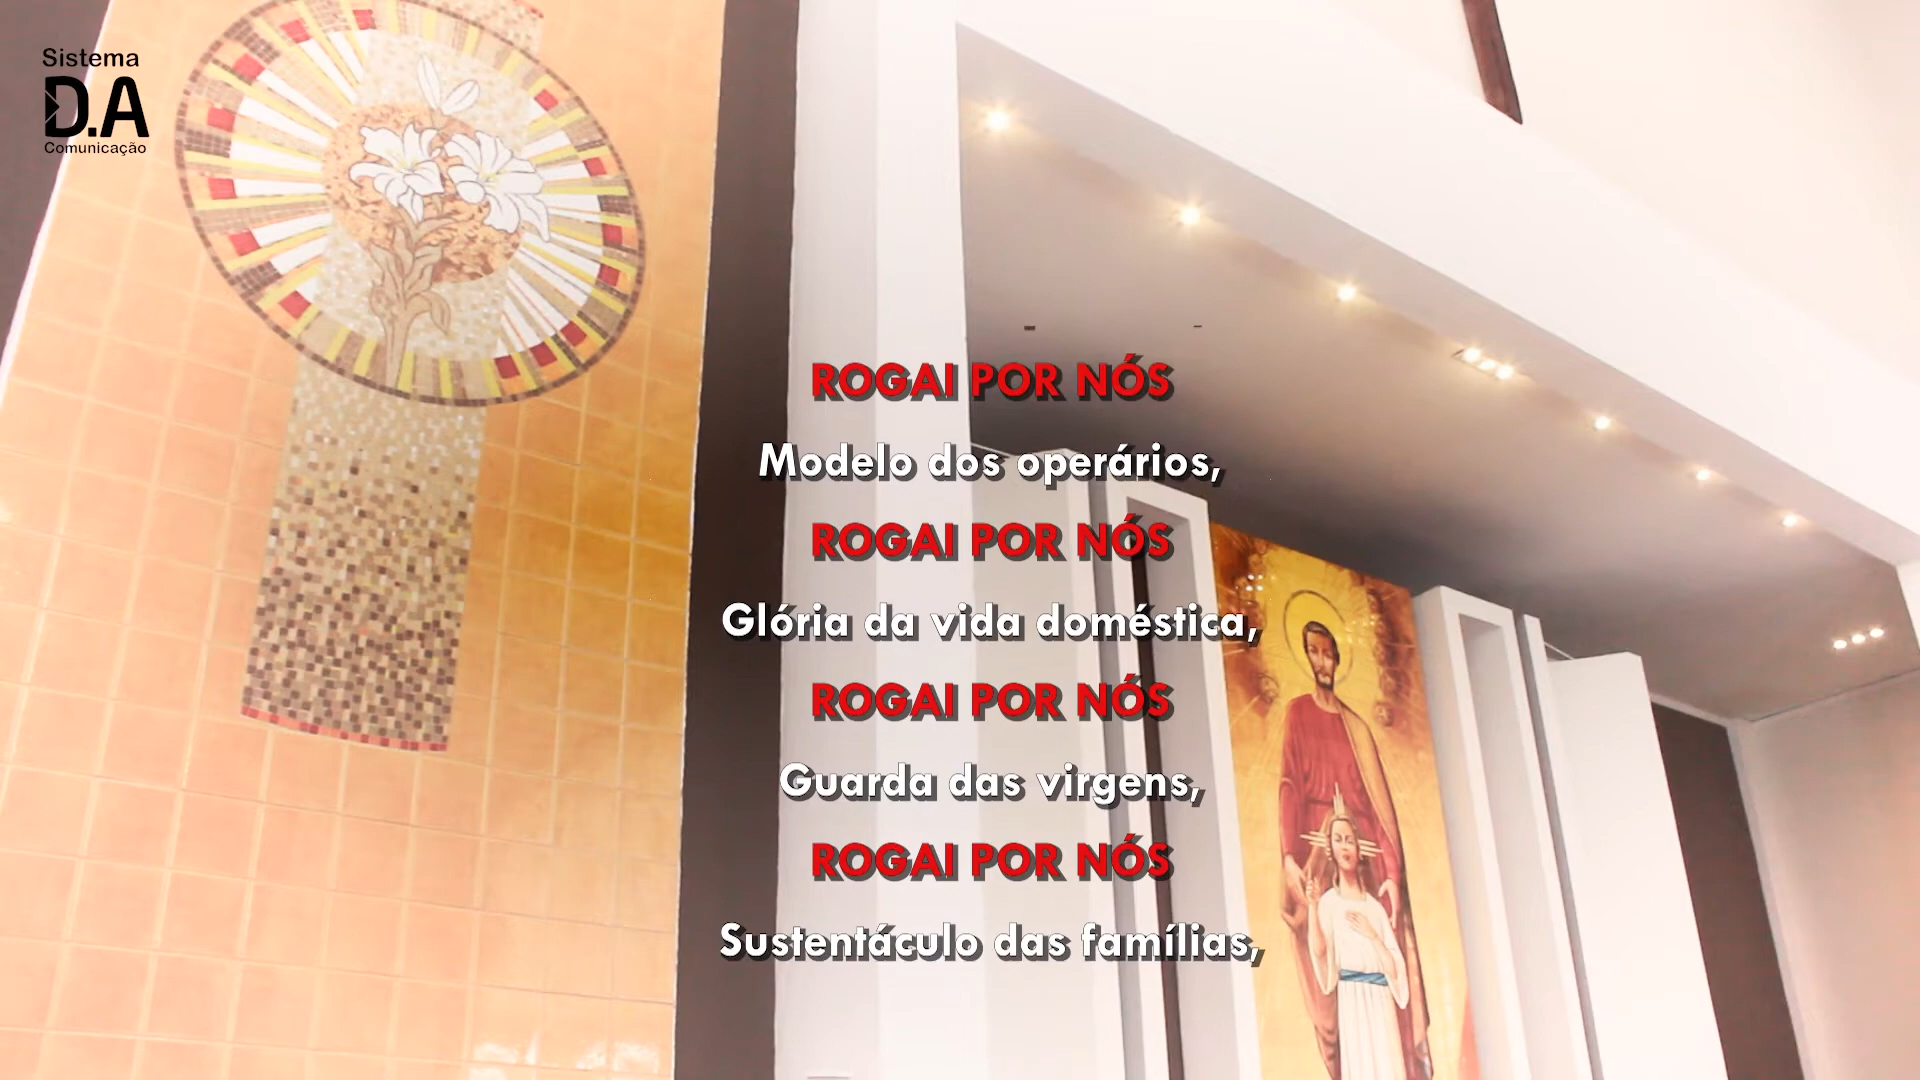 Sistema
D.A
Comunicação
ROGAI POR NÓS
Modelo dos operários,
ROGAI POR NÓS
Glória da vida doméstica,
ROGAI POR NÓS
Guarda das virgens,
ROGAI POR NÓS
Sustentáculo das famílias,